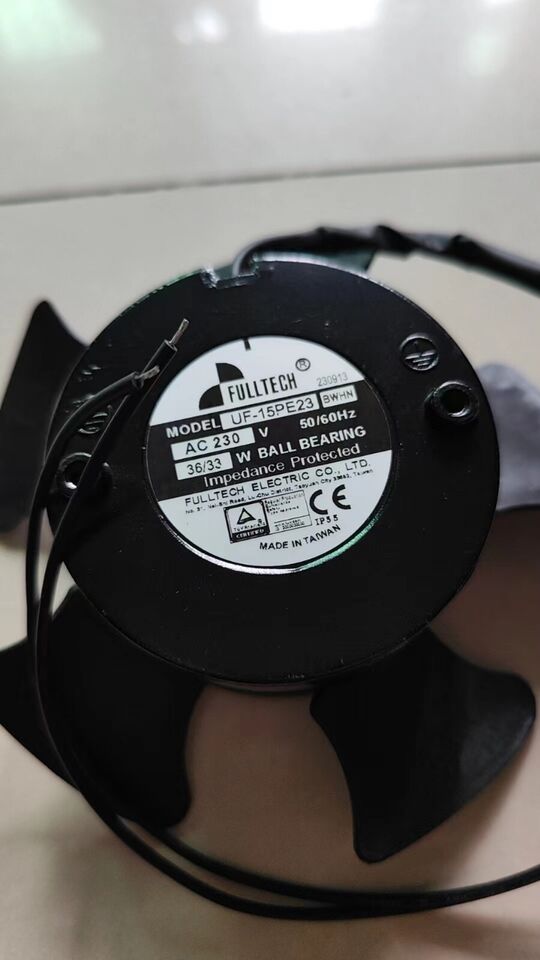 FULLTECH ®
230913
MODEL UF-15PE23 BWHN
AC 230 V 50/60Hz
36/33 W BALL BEARING
Impedance Protected
FULLTECH ELECTRIC CO., LTD.
CE
IP55
MADE IN TAIWAN